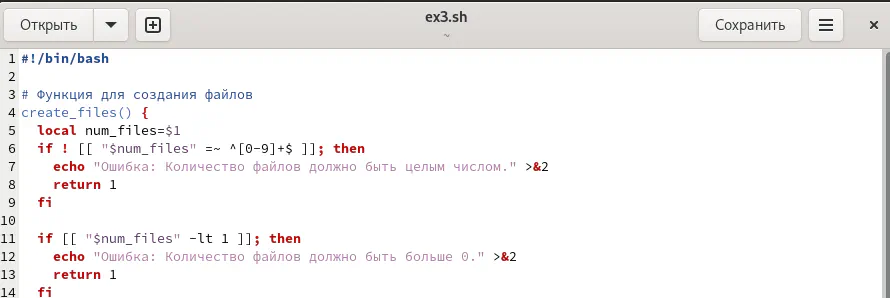 Открыть
ex3.sh
~
Сохранить
1 #!/bin/bash
2
3 # Функция для создания файлов
4 create_files() {
5   local num_files=$1
6   if ! [[ "$num_files" =~ ^[0-9]+$ ]]; then
7     echo "Ошибка: Количество файлов должно быть целым числом." >&2
8     return 1
9   fi
10
11   if [[ "$num_files" -lt 1 ]]; then
12     echo "Ошибка: Количество файлов должно быть больше 0." >&2
13     return 1
14   fi